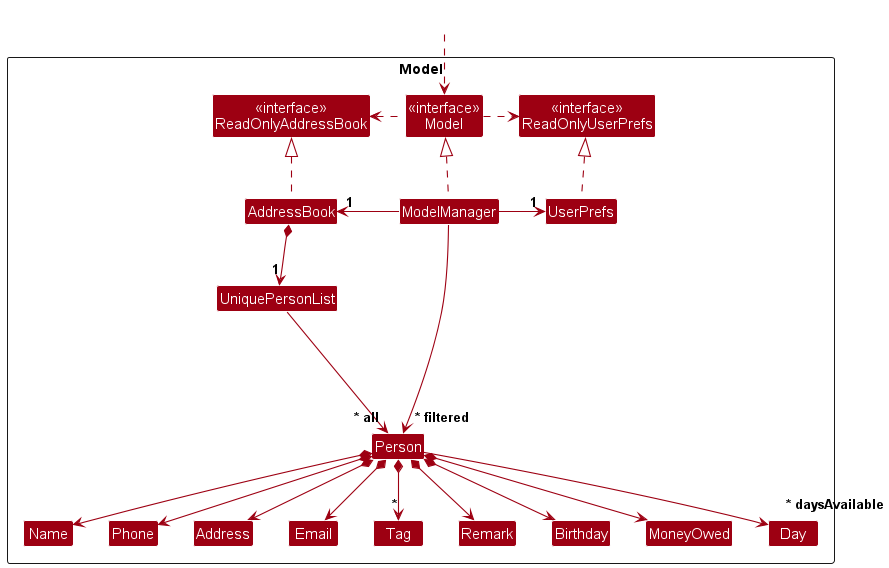 Model
«interface»
ReadOnlyAddressBook
«interface»
Model
«interface»
ReadOnlyUserPrefs
AddressBook
1
ModelManager
1
UserPrefs
1
UniquePersonList
* all
* filtered
Person
*
* daysAvailable
Name
Phone
Address
Email
Tag
Remark
Birthday
MoneyOwed
Day